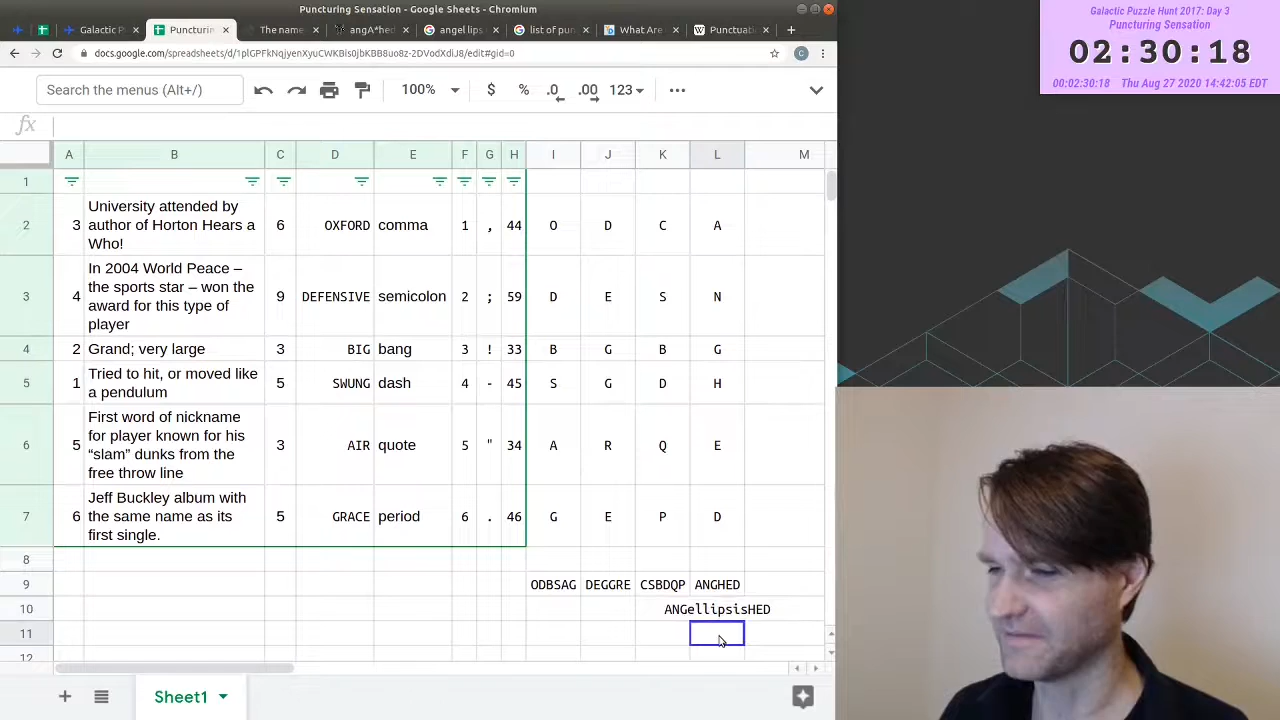 Puncturing Sensation - Google Sheets - Chromium
Galactic P
Puncturin
The name
angA*hed
angst lips
list of pun
What Are
Punctuati
docs.google.com/spreadsheets/d/1plGPFkNqjyenXyuCWKBis0jbKBB8uo8z-2DVocXdiJ8/edit#gid=0
Search the menus (Alt+/)
100%
$ % .0 .00 123
fx
A B C D E F G H I J K L M
1
2 3 University attended by author of Horton Hears a Who! 6 OXFORD comma 1 , 44 O D C A
3 4 In 2004 World Peace – the sports star – won the award for this type of player 9 DEFENSIVE semicolon 2 ; 59 D E S N
4 2 Grand; very large 3 BIG bang 3 ! 33 B G B G
5 1 Tried to hit, or moved like a pendulum 5 SWUNG dash 4 - 45 S G D H
6 5 First word of nickname for player known for his “slam” dunks from the free throw line 3 AIR quote 5 " 34 A R Q E
7 6 Jeff Buckley album with the same name as its first single. 5 GRACE period 6 . 46 G E P D
8
9 ODBSAG DEGGRE CSBDQP ANGHED
10 ANGellipsisHED
11
12
Sheet1
Galactic Puzzle Hunt 2017: Day 3
Puncturing Sensation
02:30:18
00:02:30:18 Thu Aug 27 2020 14:42:05 EDT